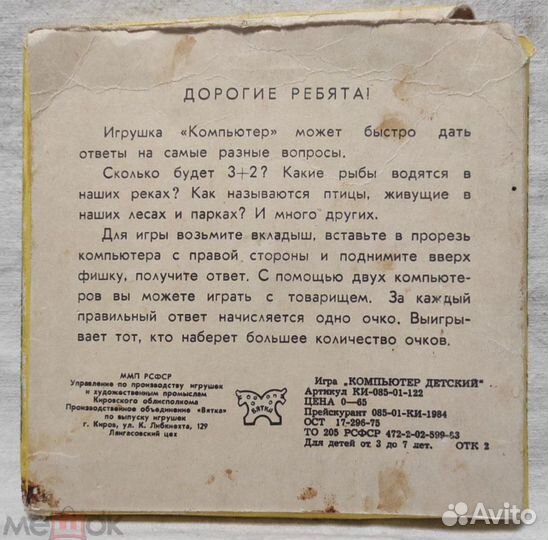 ДОРОГИЕ РЕБЯТА!
Игрушка «Компьютер» может быстро дать
ответы на самые разные вопросы.
Сколько будет 3+2? Какие рыбы водятся в
наших реках? Как называются птицы, живущие в
наших лесах и парках? И много других.
Для игры возьмите вкладыш, вставьте в прорезь
компьютера с правой стороны и поднимите вверх
фишку, получите ответ. С помощью двух компьюте-
ров вы можете играть с товарищем. За каждый
правильный ответ начисляется одно очко. Выигры-
вает тот, кто наберет большее количество очков.
ММП РСФСР
Управление по производству игрушек
и художественным промыслам
Кировского облисполкома
Производственное объединение «Вятка»
по выпуску игрушек
г. Киров, ул. К. Либкнехта, 129
Лянгасовский цех
ВЯТКА
Игра „КОМПЬЮТЕР ДЕТСКИЙ"
Артикул КИ-085-01-122
ЦЕНА 0—65
Прейскурант 085-01-КИ-1984
ОСТ 17-296-75
ТО 205 РСФСР 472-2-02-599-83
Для детей от 3 до 7 лет. ОТК 2
мешок
Avito